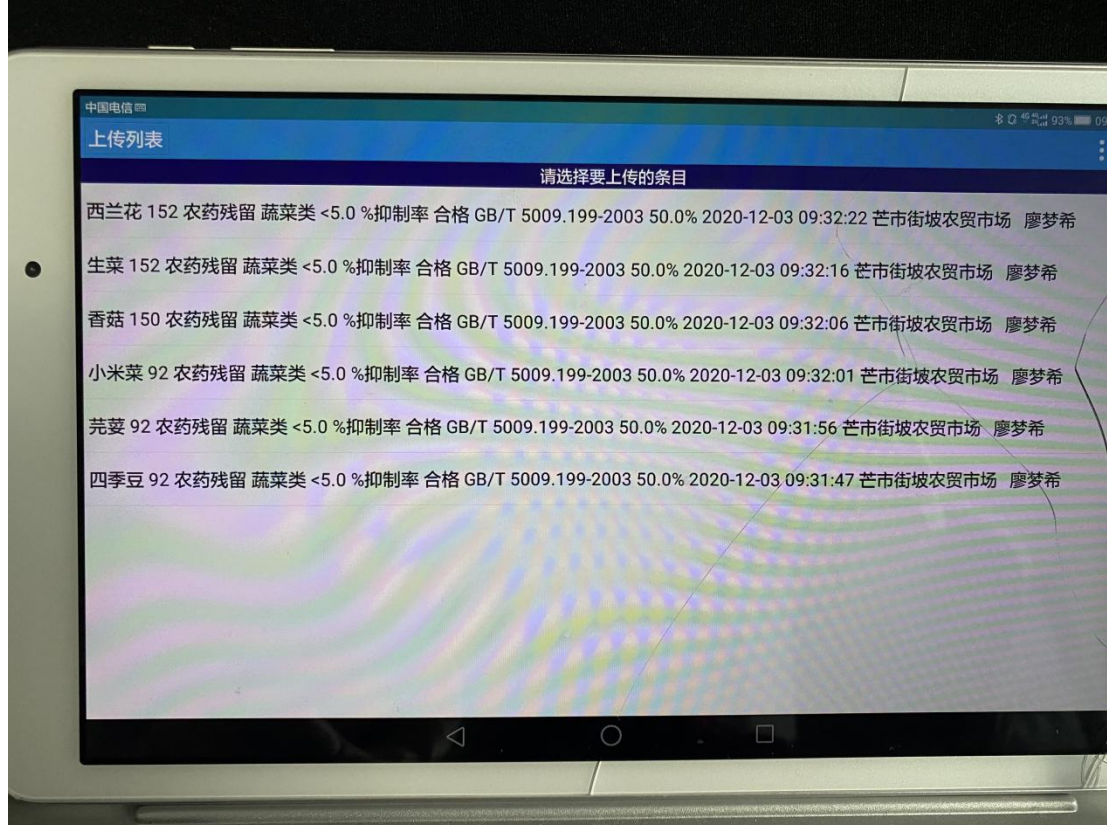 中国电信
93% 09
上传列表
请选择要上传的条目
西兰花 152 农药残留 蔬菜类 <5.0 %抑制率 合格 GB/T 5009.199-2003 50.0% 2020-12-03 09:32:22 芒市街坡农贸市场 廖梦希
生菜 152 农药残留 蔬菜类 <5.0 %抑制率 合格 GB/T 5009.199-2003 50.0% 2020-12-03 09:32:16 芒市街坡农贸市场 廖梦希
香菇 150 农药残留 蔬菜类 <5.0 %抑制率 合格 GB/T 5009.199-2003 50.0% 2020-12-03 09:32:06 芒市街坡农贸市场 廖梦希
小米菜 92 农药残留 蔬菜类 <5.0 %抑制率 合格 GB/T 5009.199-2003 50.0% 2020-12-03 09:32:01 芒市街坡农贸市场 廖梦希
芫荽 92 农药残留 蔬菜类 <5.0 %抑制率 合格 GB/T 5009.199-2003 50.0% 2020-12-03 09:31:56 芒市街坡农贸市场 廖梦希
四季豆 92 农药残留 蔬菜类 <5.0 %抑制率 合格 GB/T 5009.199-2003 50.0% 2020-12-03 09:31:47 芒市街坡农贸市场 廖梦希